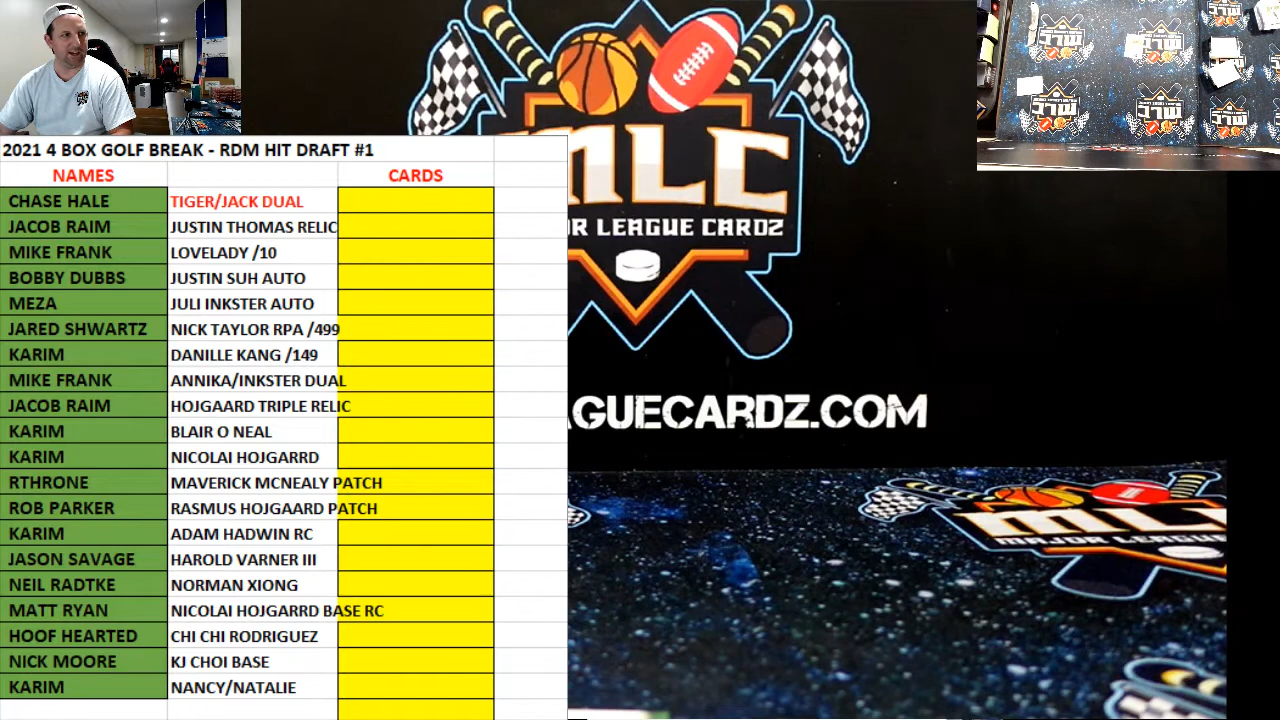 2021 4 BOX GOLF BREAK - RDM HIT DRAFT #1
NAMES CARDS
CHASE HALE TIGER/JACK DUAL
JACOB RAIM JUSTIN THOMAS RELIC
MIKE FRANK LOVELADY /10
BOBBY DUBBS JUSTIN SUH AUTO
MEZA JULI INKSTER AUTO
JARED SHWARTZ NICK TAYLOR RPA /499
KARIM DANILLE KANG /149
MIKE FRANK ANNIKA/INKSTER DUAL
JACOB RAIM HOJGAARD TRIPLE RELIC
KARIM BLAIR O NEAL
KARIM NICOLAI HOJGARRD
RTHRONE MAVERICK MCNEALY PATCH
ROB PARKER RASMUS HOJGAARD PATCH
KARIM ADAM HADWIN RC
JASON SAVAGE HAROLD VARNER III
NEIL RADTKE NORMAN XIONG
MATT RYAN NICOLAI HOJGARRD BASE RC
HOOF HEARTED CHI CHI RODRIGUEZ
NICK MOORE KJ CHOI BASE
KARIM NANCY/NATALIE
MLC
OR LEAGUE CARDZ
GUECARDZ.COM
ML
JOR LEAGUE